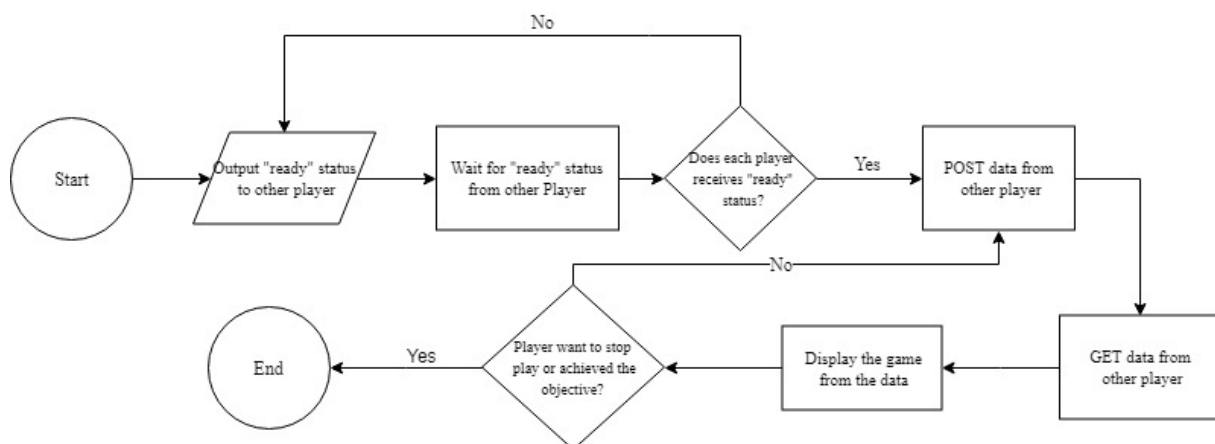 No
Start
Output "ready" status
to other player
Wait for "ready" status
from other Player
Does each player
receives "ready"
status?
Yes
POST data from
other player
No
End
Yes
Player want to stop
play or achieved the
objective?
Display the game
from the data
GET data from
other player